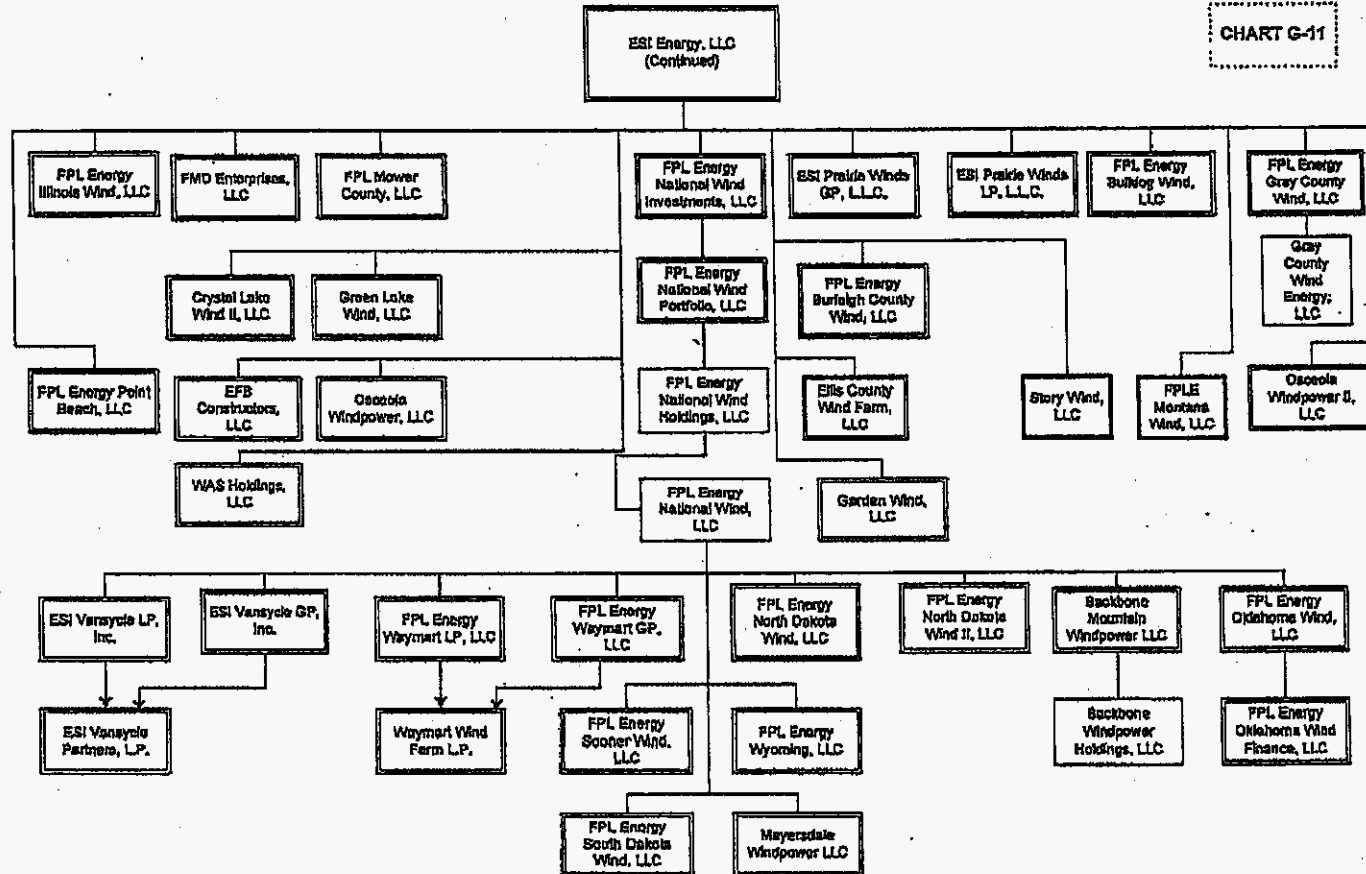 CHART G-11
ESI Energy, LLC
(Continued)
FPL Energy
Illinois Wind, LLC
FMD Enterprises,
LLC
FPL Mower
County, LLC
FPL Energy
National Wind
Investments, LLC
ESI Prairie Winds
GP, L.L.C.
ESI Prairie Winds
LP, L.L.C.
FPL Energy
Bulldog Wind,
LLC
FPL Energy
Gray County
Wind, LLC
Gray
County
Wind
Energy,
LLC
Crystal Lake
Wind II, LLC
Green Lake
Wind, LLC
FPL Energy
National Wind
Portfolio, LLC
FPL Energy
Burleigh County
Wind, LLC
FPL Energy Point
Beach, LLC
EFB
Constructors,
LLC
Osceola
Windpower, LLC
FPL Energy
National Wind
Holdings, LLC
Ellis County
Wind Farm,
LLC
Story Wind,
LLC
FPLE
Montana
Wind, LLC
Osceola
Windpower II,
LLC
WAS Holdings,
LLC
FPL Energy
National Wind,
LLC
Garden Wind,
LLC
ESI Vansycle LP,
Inc.
ESI Vansycle GP,
Inc.
FPL Energy
Waymart LP, LLC
FPL Energy
Waymart GP,
LLC
FPL Energy
North Dakota
Wind, LLC
FPL Energy
North Dakota
Wind II, LLC
Backbone
Mountain
Windpower LLC
FPL Energy
Oklahoma Wind,
LLC
ESI Vansycle
Partners, L.P.
Waymart Wind
Farm L.P.
FPL Energy
Sooner Wind,
LLC
FPL Energy
Wyoming, LLC
Backbone
Windpower
Holdings, LLC
FPL Energy
Oklahoma Wind
Finance, LLC
FPL Energy
South Dakota
Wind, LLC
Meyersdale
Windpower LLC